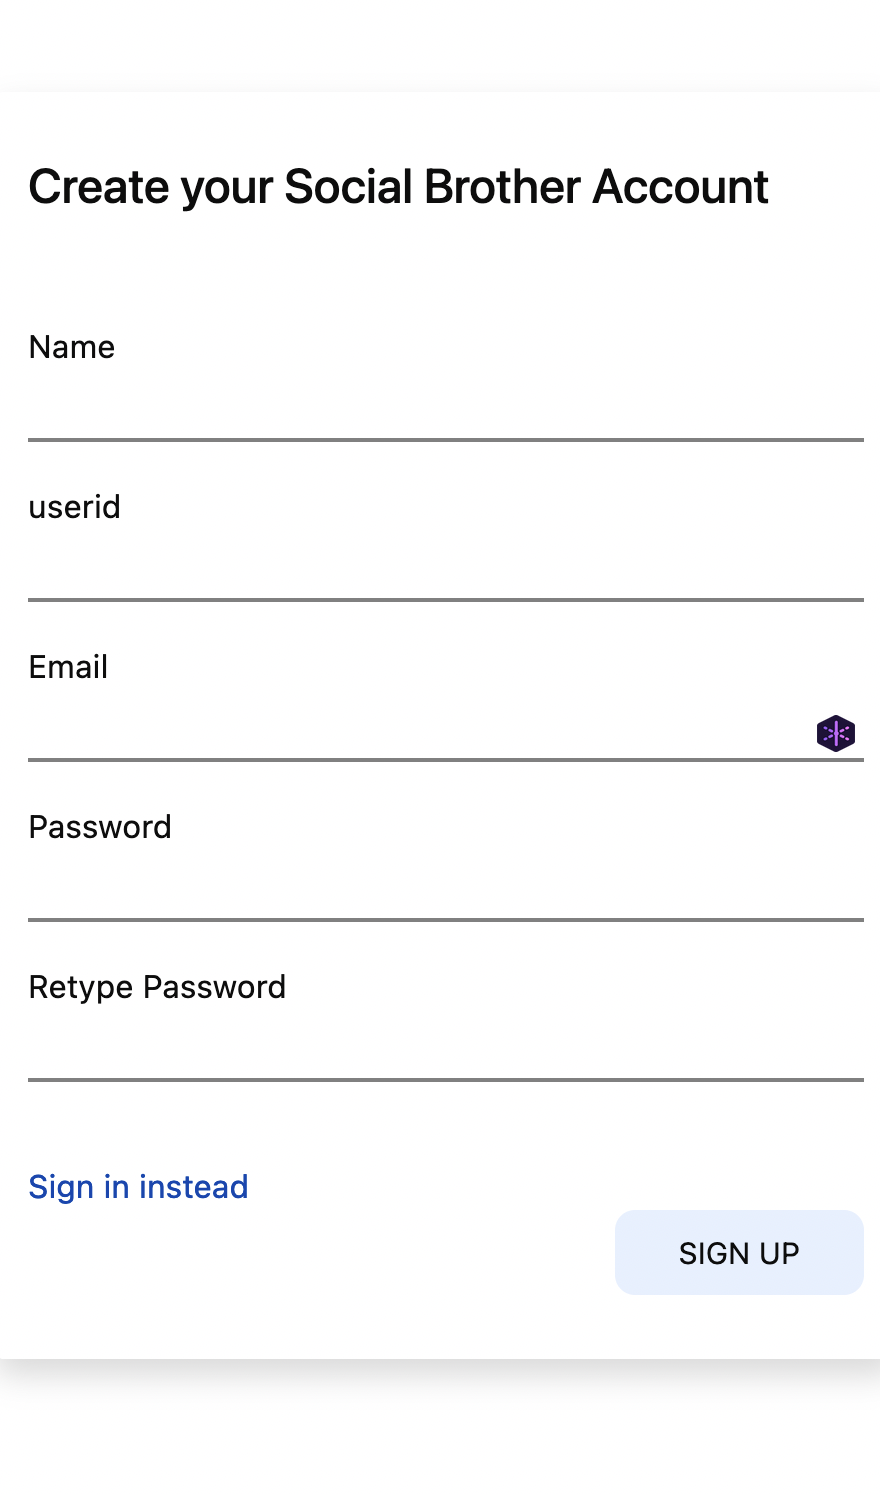 Create your Social Brother Account
Name
userid
Email
Password
Retype Password
Sign in instead
SIGN UP